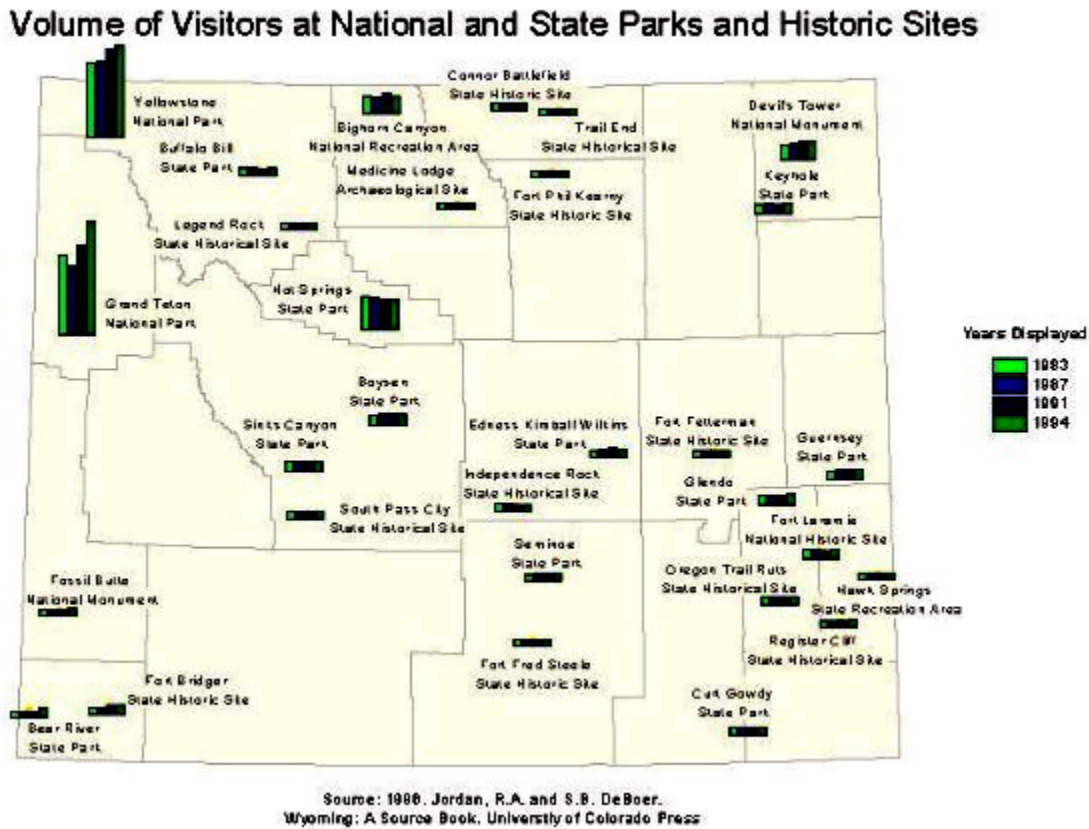 Volume of Visitors at National and State Parks and Historic Sites
Connor Battlefield
State Historic Site
Yellowstone
National Park
Bighorn Canyon
National Recreation Area
Trail End
State Historical Site
Devil's Tower
National Monument
Buffalo Bill
State Park
Medicine Lodge
Archaeological Site
Fort Phil Kearny
State Historic Site
Keyhole
State Park
Legend Rock
State Historical Site
Hot Springs
State Park
Grand Teton
National Park
Years Displayed
1983
1987
1991
1994
Boysen
State Park
Sinks Canyon
State Park
Edness Kimball Wilkins
State Park
Fort Fetterman
State Historic Site
Guernsey
State Park
Independence Rock
State Historical Site
Glendo
State Park
South Pass City
State Historical Site
Fort Laramie
National Historic Site
Seminoe
State Park
Oregon Trail Ruts
State Historical Site
Hawk Springs
State Recreation Area
Fossil Butte
National Monument
Register Cliff
State Historical Site
Fort Fred Steele
State Historic Site
Fort Bridger
State Historic Site
Curt Gowdy
State Park
Bear River
State Park
Source: 1996. Jordan, R.A. and S.B. DeBoer.
Wyoming: A Source Book. University of Colorado Press